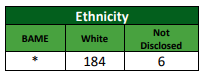 Ethnicity
BAME White Not Disclosed
* 184 6